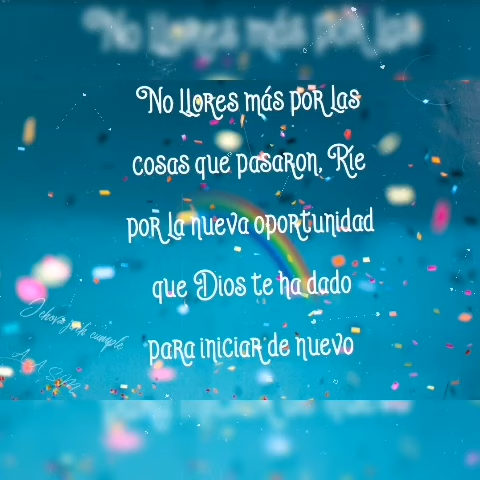 No llores más por las
cosas que pasaron, Ríe
por la nueva oportunidad
que Dios te ha dado
para iniciar de nuevo
cumple